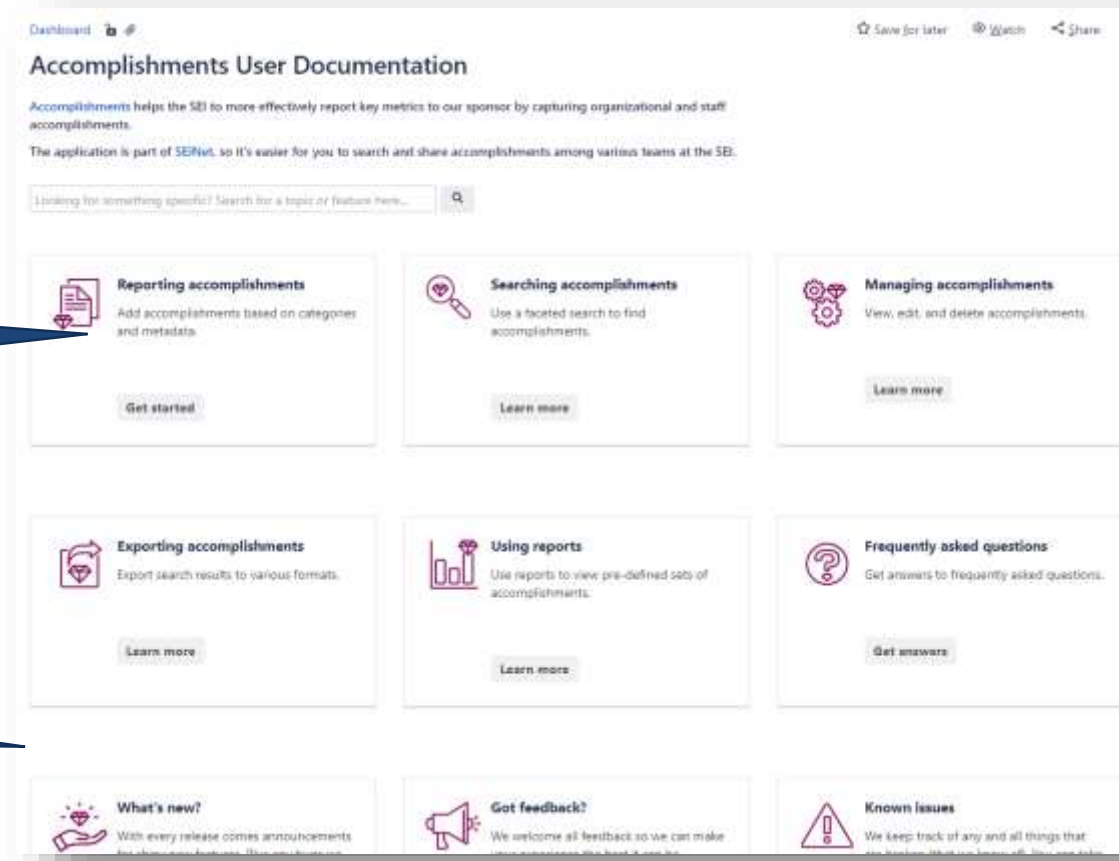 Dashboard
Save for later Watch Share
Accomplishments User Documentation
Accomplishments helps the SEI to more effectively report key metrics to our sponsor by capturing organizational and staff
accomplishments.
The application is part of SEINet, so it's easier for you to search and share accomplishments among various teams at the SEI.
Looking for something specific? Search for a topic or feature here...
Reporting accomplishments
Add accomplishments based on categories
and metadata.
Get started
Searching accomplishments
Use a faceted search to find
accomplishments.
Learn more
Managing accomplishments
View, edit, and delete accomplishments.
Learn more
Exporting accomplishments
Export search results to various formats.
Learn more
Using reports
Use reports to view pre-defined sets of
accomplishments.
Learn more
Frequently asked questions
Get answers to frequently asked questions.
Get answers
What's new?
With every release comes announcements
Got feedback?
We welcome all feedback so we can make
Known issues
We keep track of any and all things that